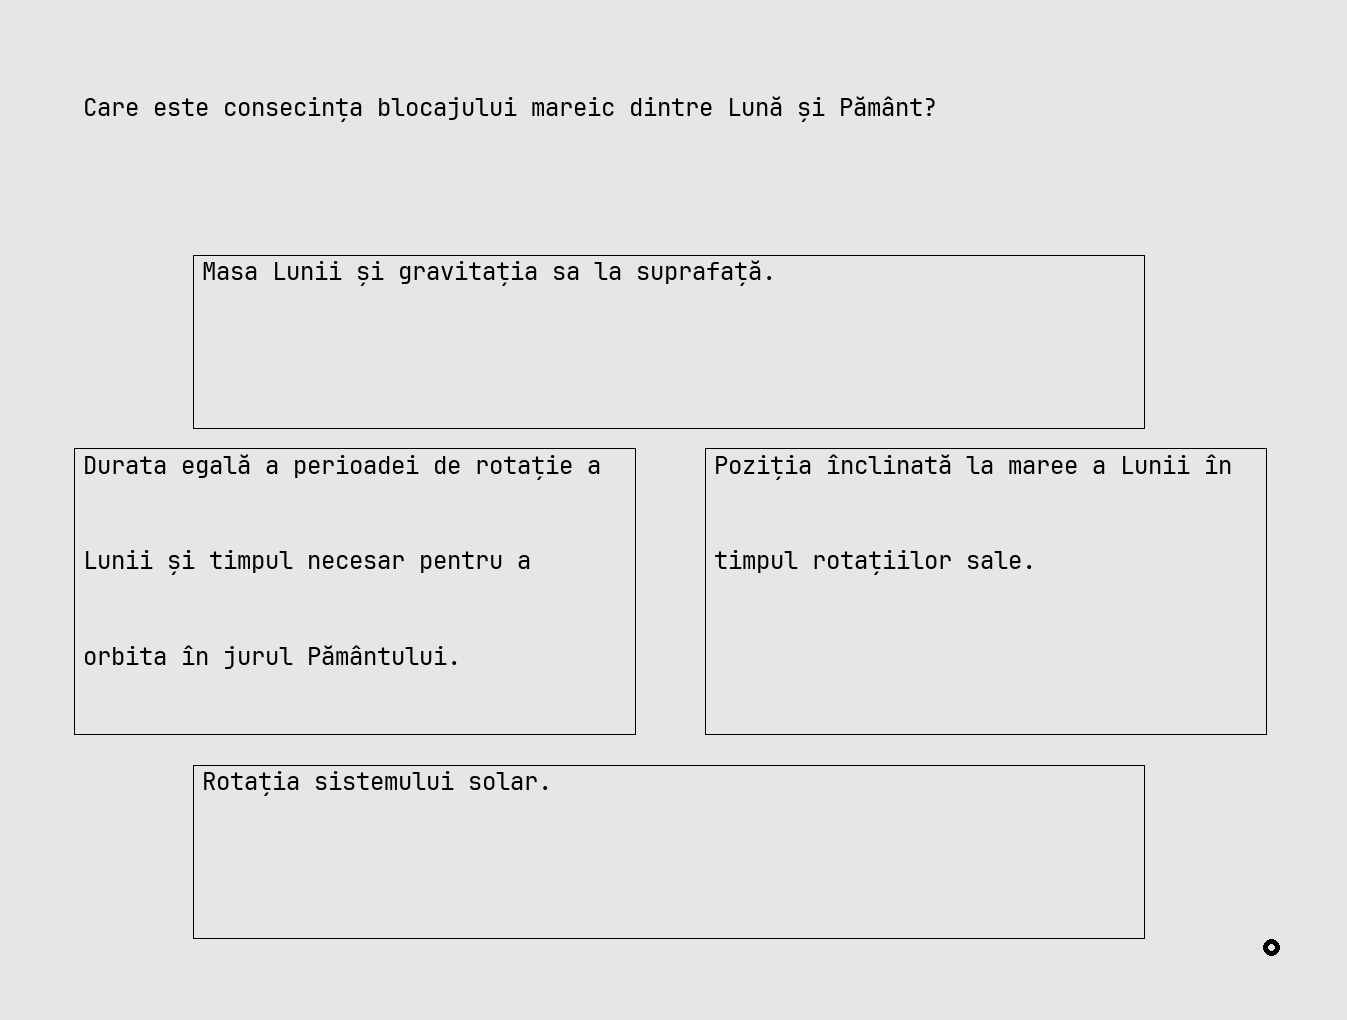 Care este consecința blocajului mareic dintre Lună și Pământ?
Masa Lunii și gravitația sa la suprafață.
Durata egală a perioadei de rotație a
Lunii și timpul necesar pentru a
orbita în jurul Pământului.
Poziția înclinată la maree a Lunii în
timpul rotațiilor sale.
Rotația sistemului solar.